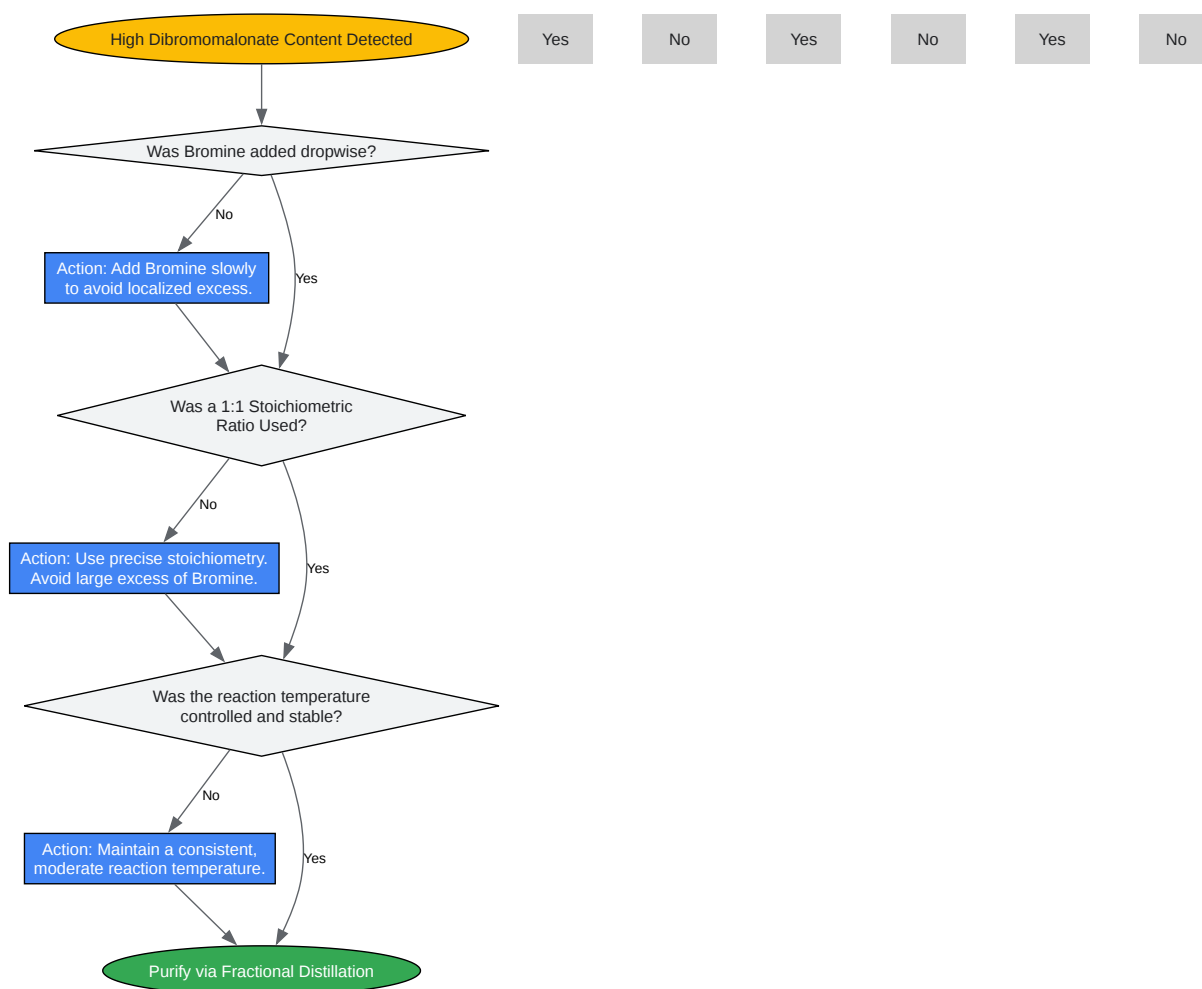 High Dibromomalonate Content Detected
Yes
No
Yes
No
Yes
No
Was Bromine added dropwise?
No
Action: Add Bromine slowly
to avoid localized excess.
Yes
Was a 1:1 Stoichiometric
Ratio Used?
No
Action: Use precise stoichiometry.
Avoid large excess of Bromine.
Yes
Was the reaction temperature
controlled and stable?
No
Action: Maintain a consistent,
moderate reaction temperature.
Yes
Purify via Fractional Distillation